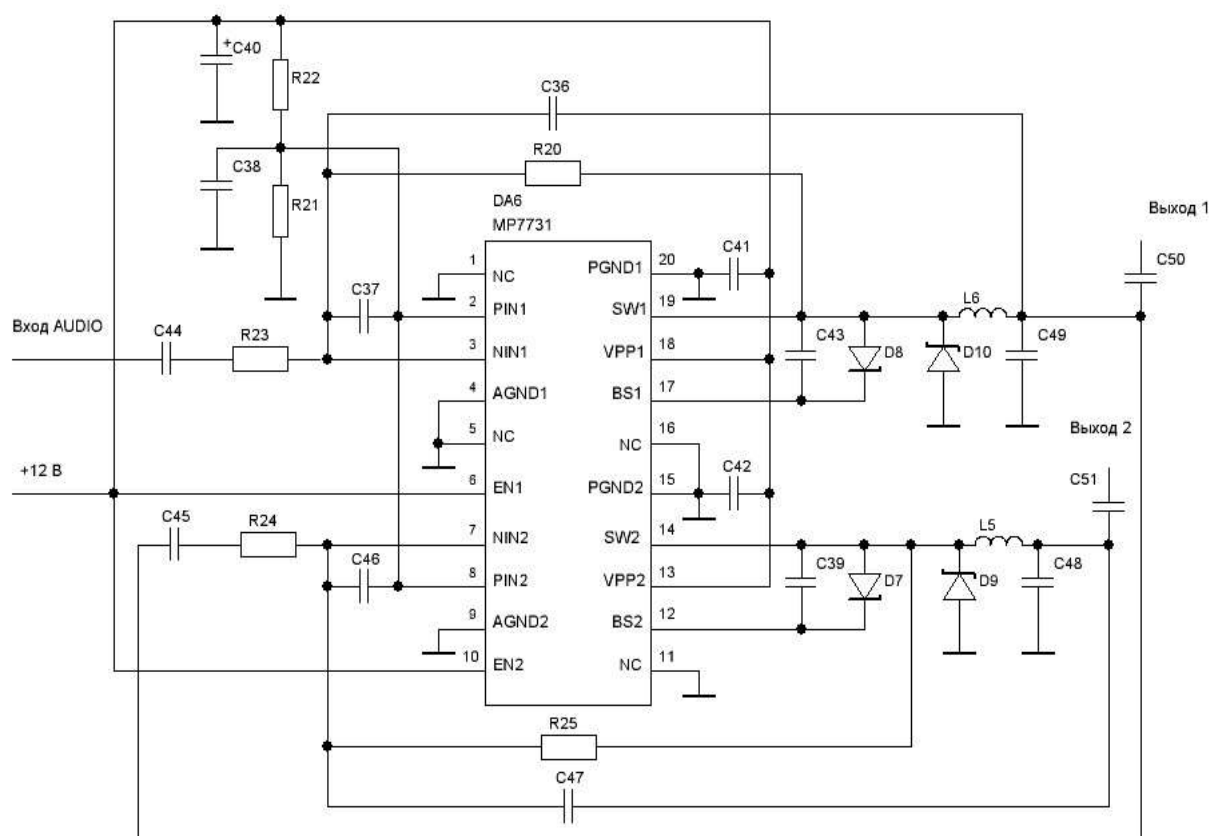 C40
R22
C36
C38
R20
R21
DA6
MP7731
Выход 1
C50
1
NC
PGND1
20
C41
C37
2
PIN1
SW1
19
L6
Вход AUDIO
C44
R23
3
NIN1
VPP1
18
C43
D8
D10
C49
4
AGND1
BS1
17
5
NC
NC
16
Выход 2
+12 В
6
EN1
PGND2
15
C42
C51
C45
R24
7
NIN2
SW2
14
L5
C46
8
PIN2
VPP2
13
C39
D7
D9
C48
9
AGND2
BS2
12
10
EN2
NC
11
R25
C47